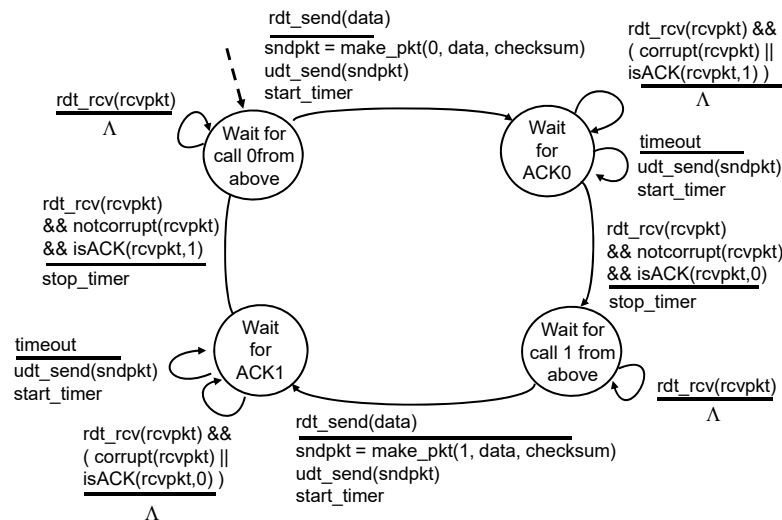 rdt_send(data)
sndpkt = make_pkt(0, data, checksum)
udt_send(sndpkt)
start_timer
rdt_rcv(rcvpkt) &&
( corrupt(rcvpkt) ||
isACK(rcvpkt,1) )
Λ
rdt_rcv(rcvpkt)
Λ
Wait for
call 0from
above
Wait
for
ACK0
timeout
udt_send(sndpkt)
start_timer
rdt_rcv(rcvpkt)
&& notcorrupt(rcvpkt)
&& isACK(rcvpkt,1)
stop_timer
rdt_rcv(rcvpkt)
&& notcorrupt(rcvpkt)
&& isACK(rcvpkt,0)
stop_timer
timeout
udt_send(sndpkt)
start_timer
Wait
for
ACK1
Wait for
call 1 from
above
rdt_rcv(rcvpkt)
Λ
rdt_rcv(rcvpkt) &&
( corrupt(rcvpkt) ||
isACK(rcvpkt,0) )
Λ
rdt_send(data)
sndpkt = make_pkt(1, data, checksum)
udt_send(sndpkt)
start_timer